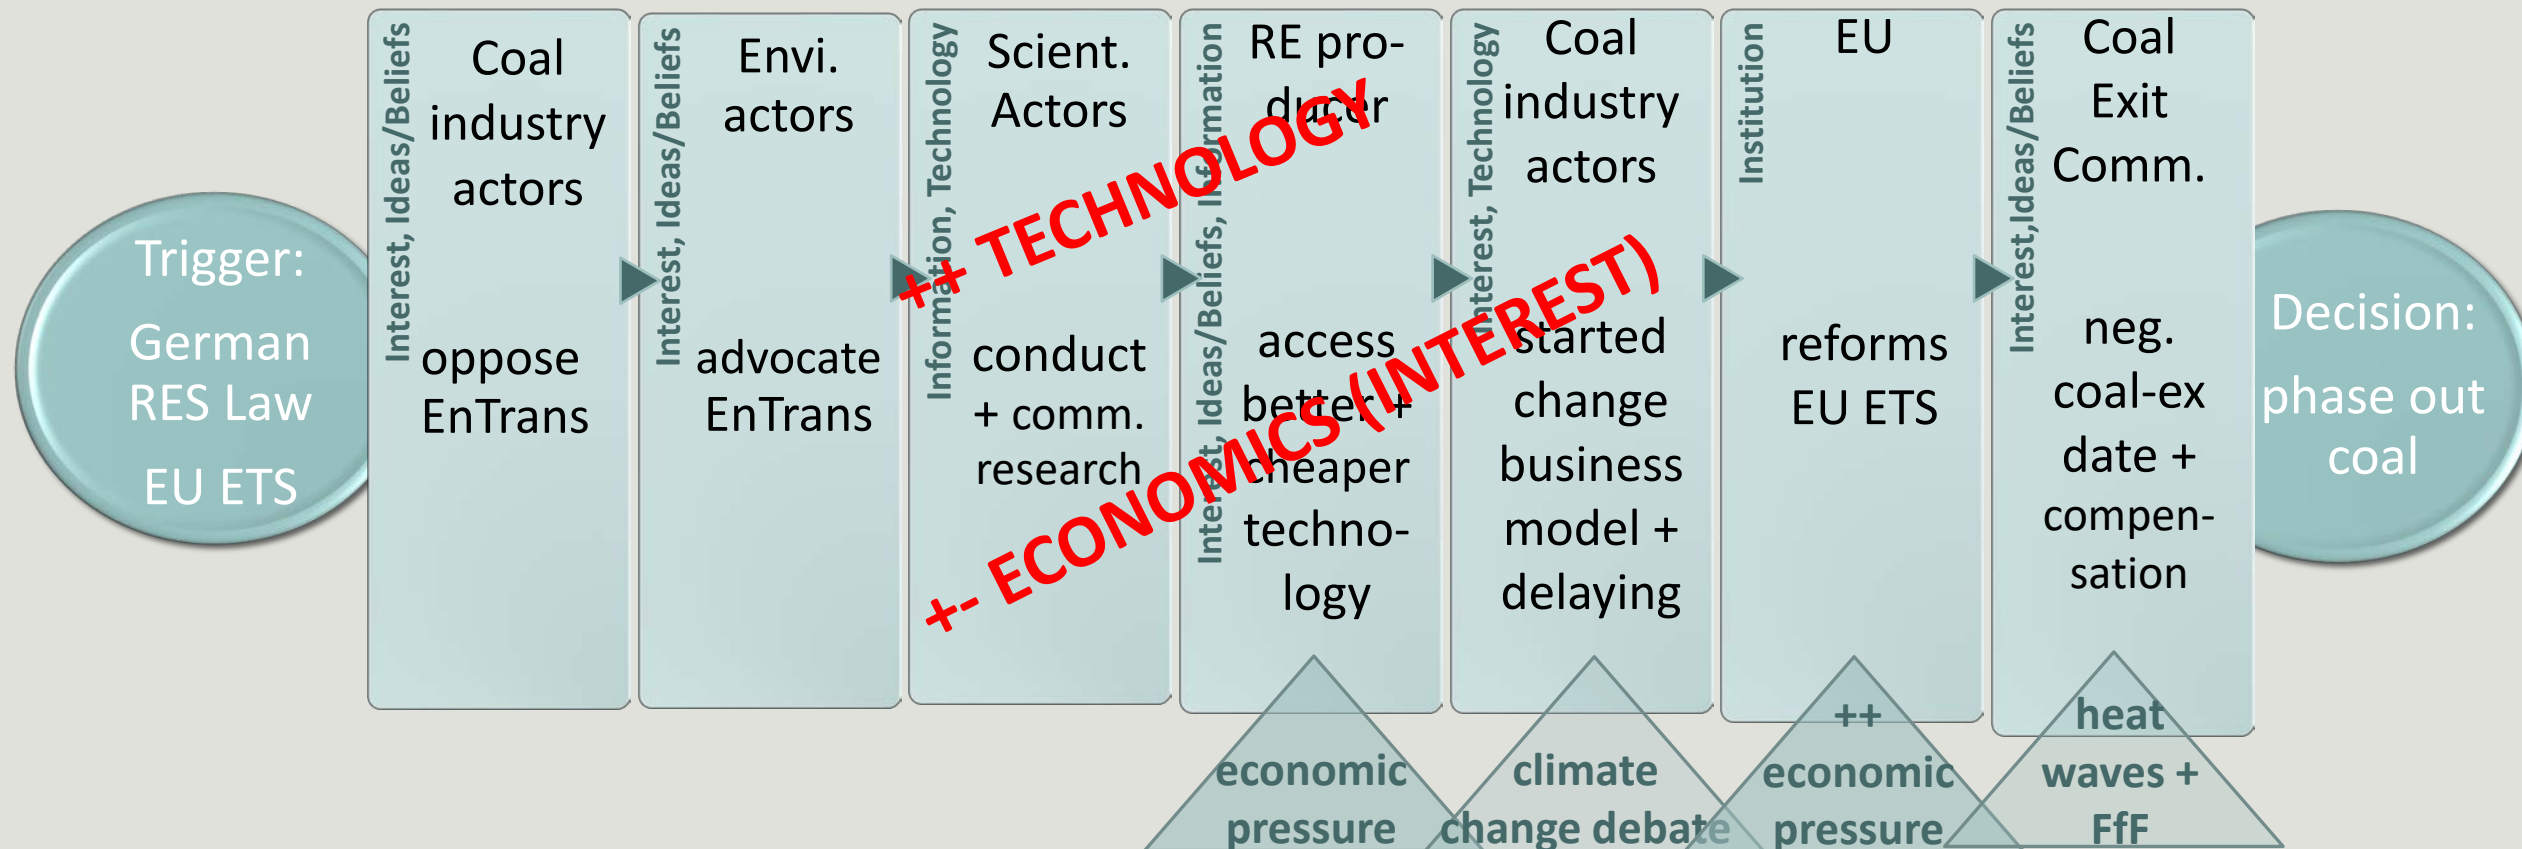 Trigger:
German
RES Law
EU ETS
Interest, Ideas/Beliefs
Coal
industry
actors
oppose
EnTrans
Interest, Ideas/Beliefs
Envi.
actors
advocate
EnTrans
Information, Technology
Scient.
Actors
conduct
+ comm.
research
Interest, Ideas/Beliefs, Information
RE pro-
ducer
access
better +
cheaper
techno-
logy
Interest, Technology
Coal
industry
actors
started
change
business
model +
delaying
Institution
EU
reforms
EU ETS
Interest,Ideas/Beliefs
Coal
Exit
Comm.
neg.
coal-ex
date +
compen-
sation
Decision:
phase out
coal
++ TECHNOLOGY
+- ECONOMICS (INTEREST)
economic
pressure
climate
change debate
++
economic
pressure
heat
waves +
FfF